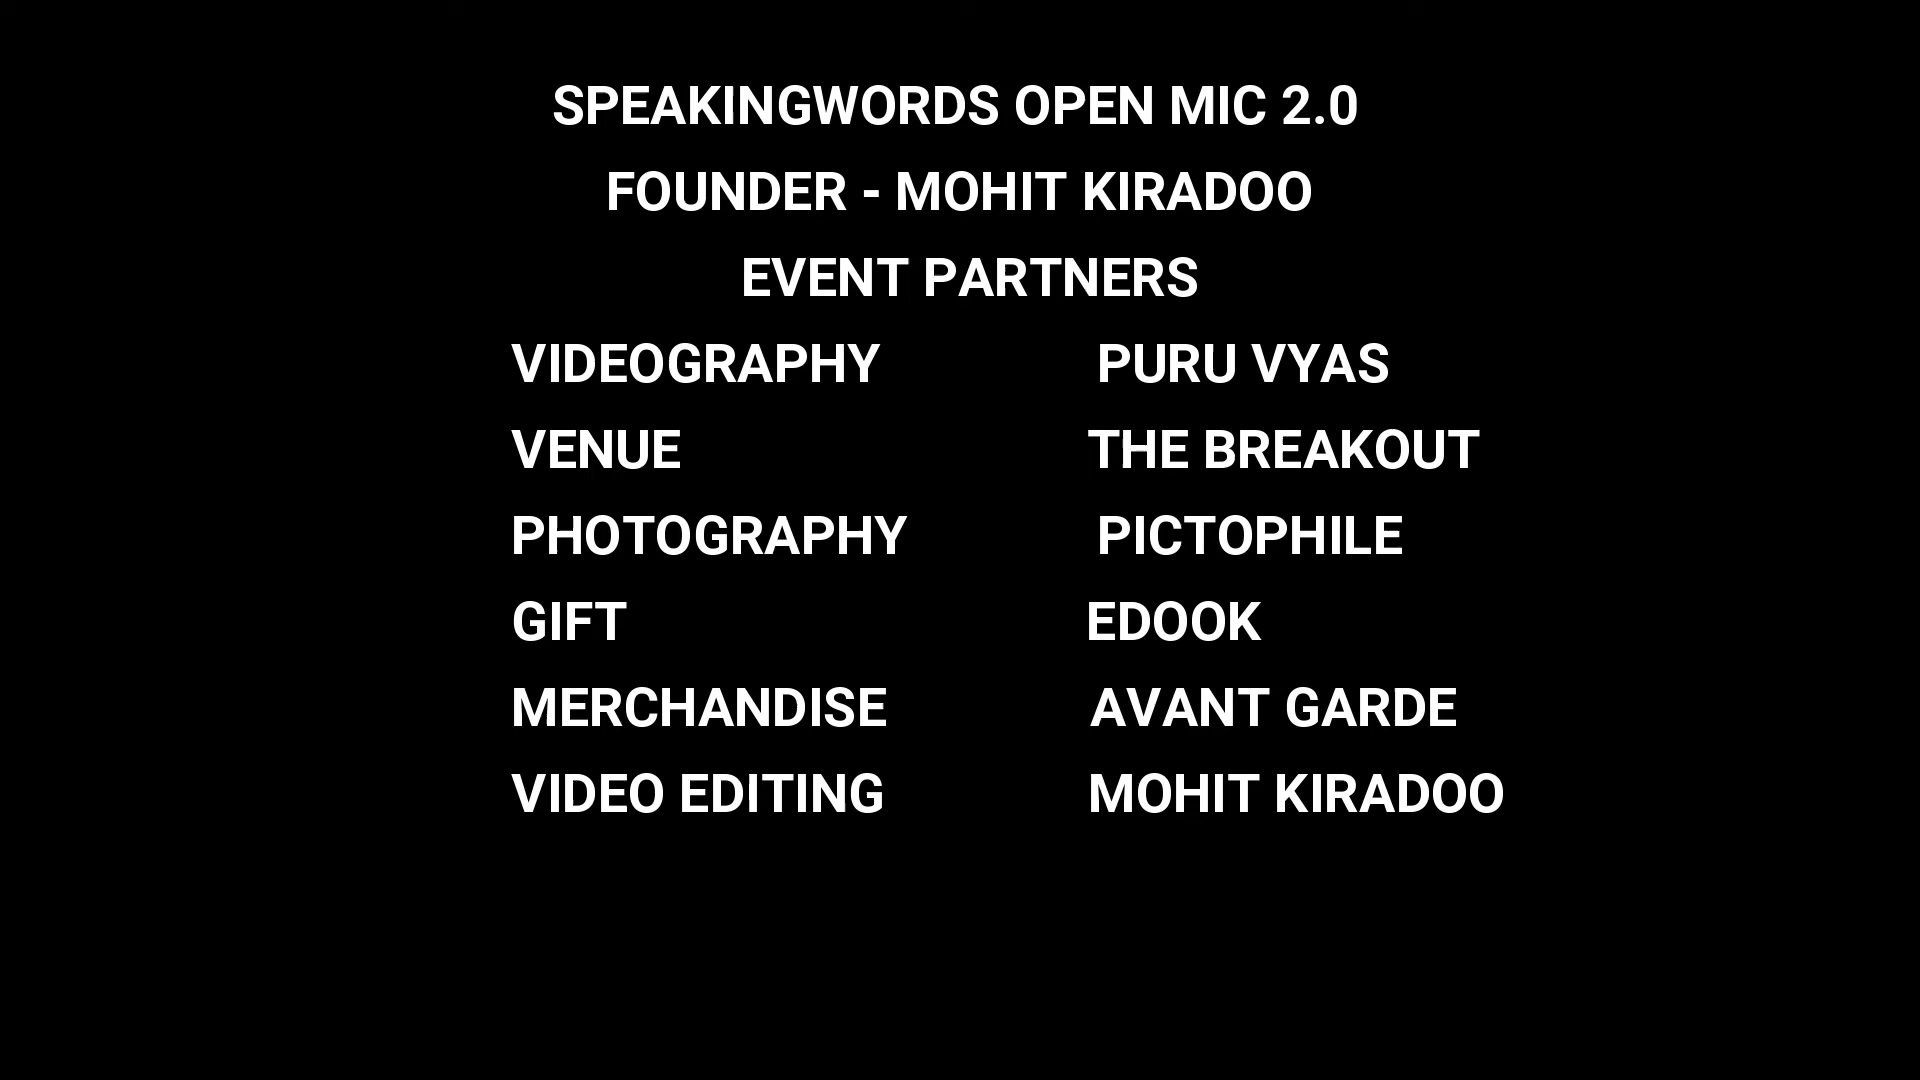 SPEAKINGWORDS OPEN MIC 2.0
FOUNDER - MOHIT KIRADOO
EVENT PARTNERS
VIDEOGRAPHY PURU VYAS
VENUE THE BREAKOUT
PHOTOGRAPHY PICTOPHILE
GIFT EDOOK
MERCHANDISE AVANT GARDE
VIDEO EDITING MOHIT KIRADOO